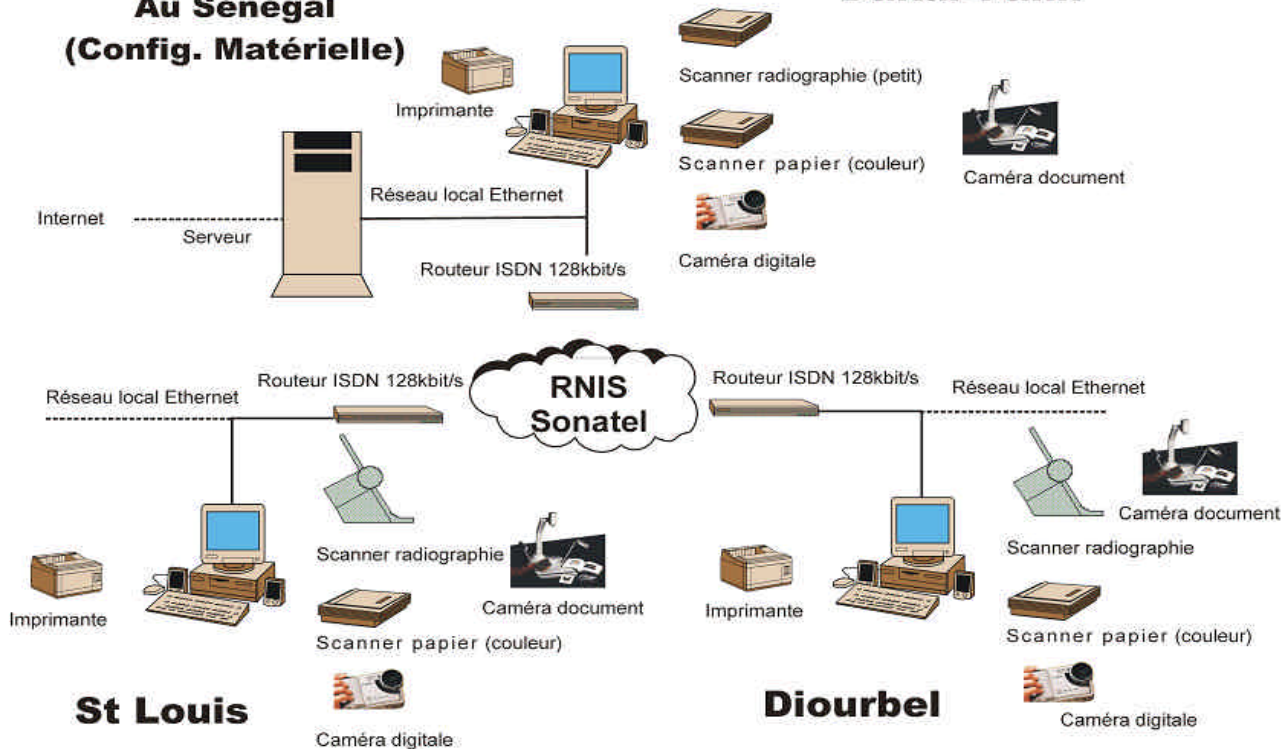 Au Sénégal
(Config. Matérielle)
Imprimante
Scanner radiographie (petit)
Scanner papier (couleur)
Caméra document
Réseau local Ethernet
Internet
Serveur
Caméra digitale
Routeur ISDN 128kbit/s
RNIS
Sonatel
Routeur ISDN 128kbit/s
Réseau local Ethernet
Routeur ISDN 128kbit/s
Réseau local Ethernet
Scanner radiographie
Caméra document
Imprimante
Scanner papier (couleur)
Caméra digitale
St Louis
Caméra document
Scanner radiographie
Imprimante
Scanner papier (couleur)
Caméra digitale
Diourbel